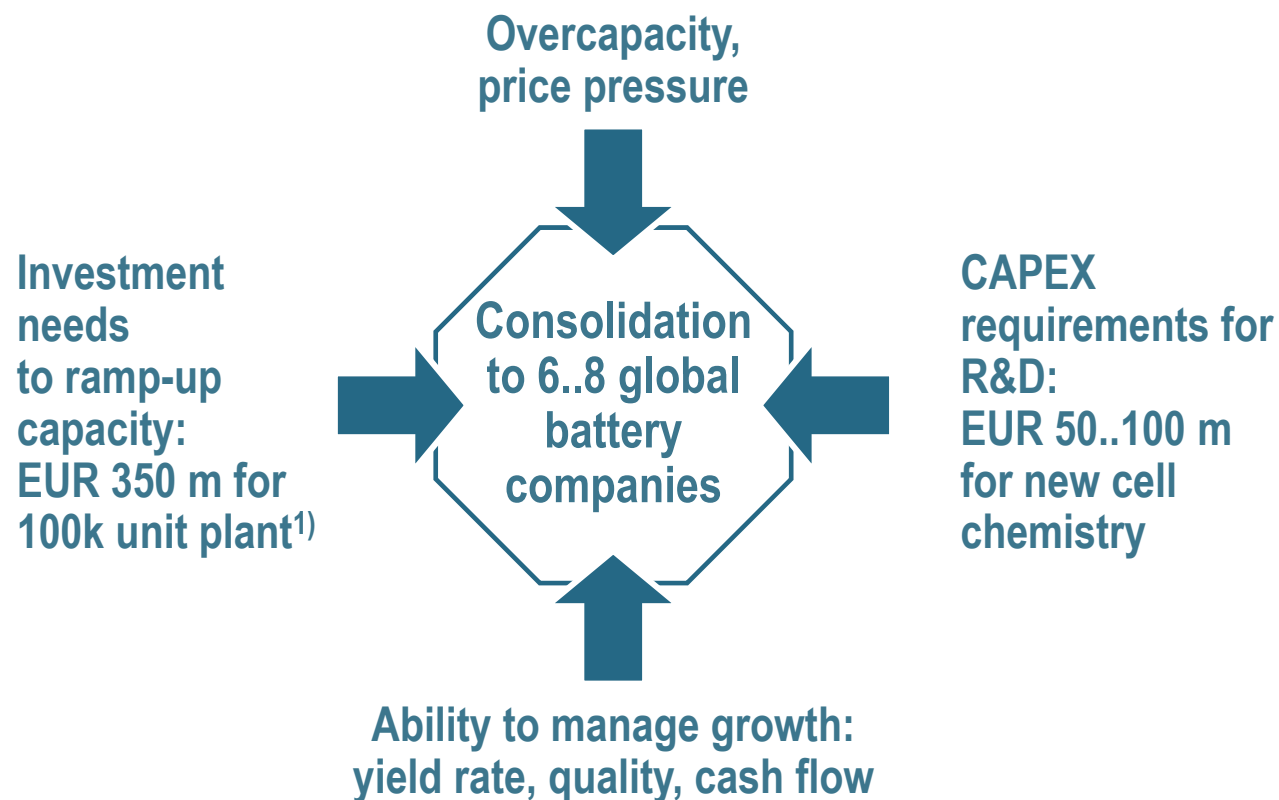 Overcapacity,
price pressure
Investment
needs
to ramp-up
capacity:
EUR 350 m for
100k unit plant1)
Consolidation
to 6..8 global
battery
companies
CAPEX
requirements for
R&D:
EUR 50..100 m
for new cell
chemistry
Ability to manage growth:
yield rate, quality, cash flow